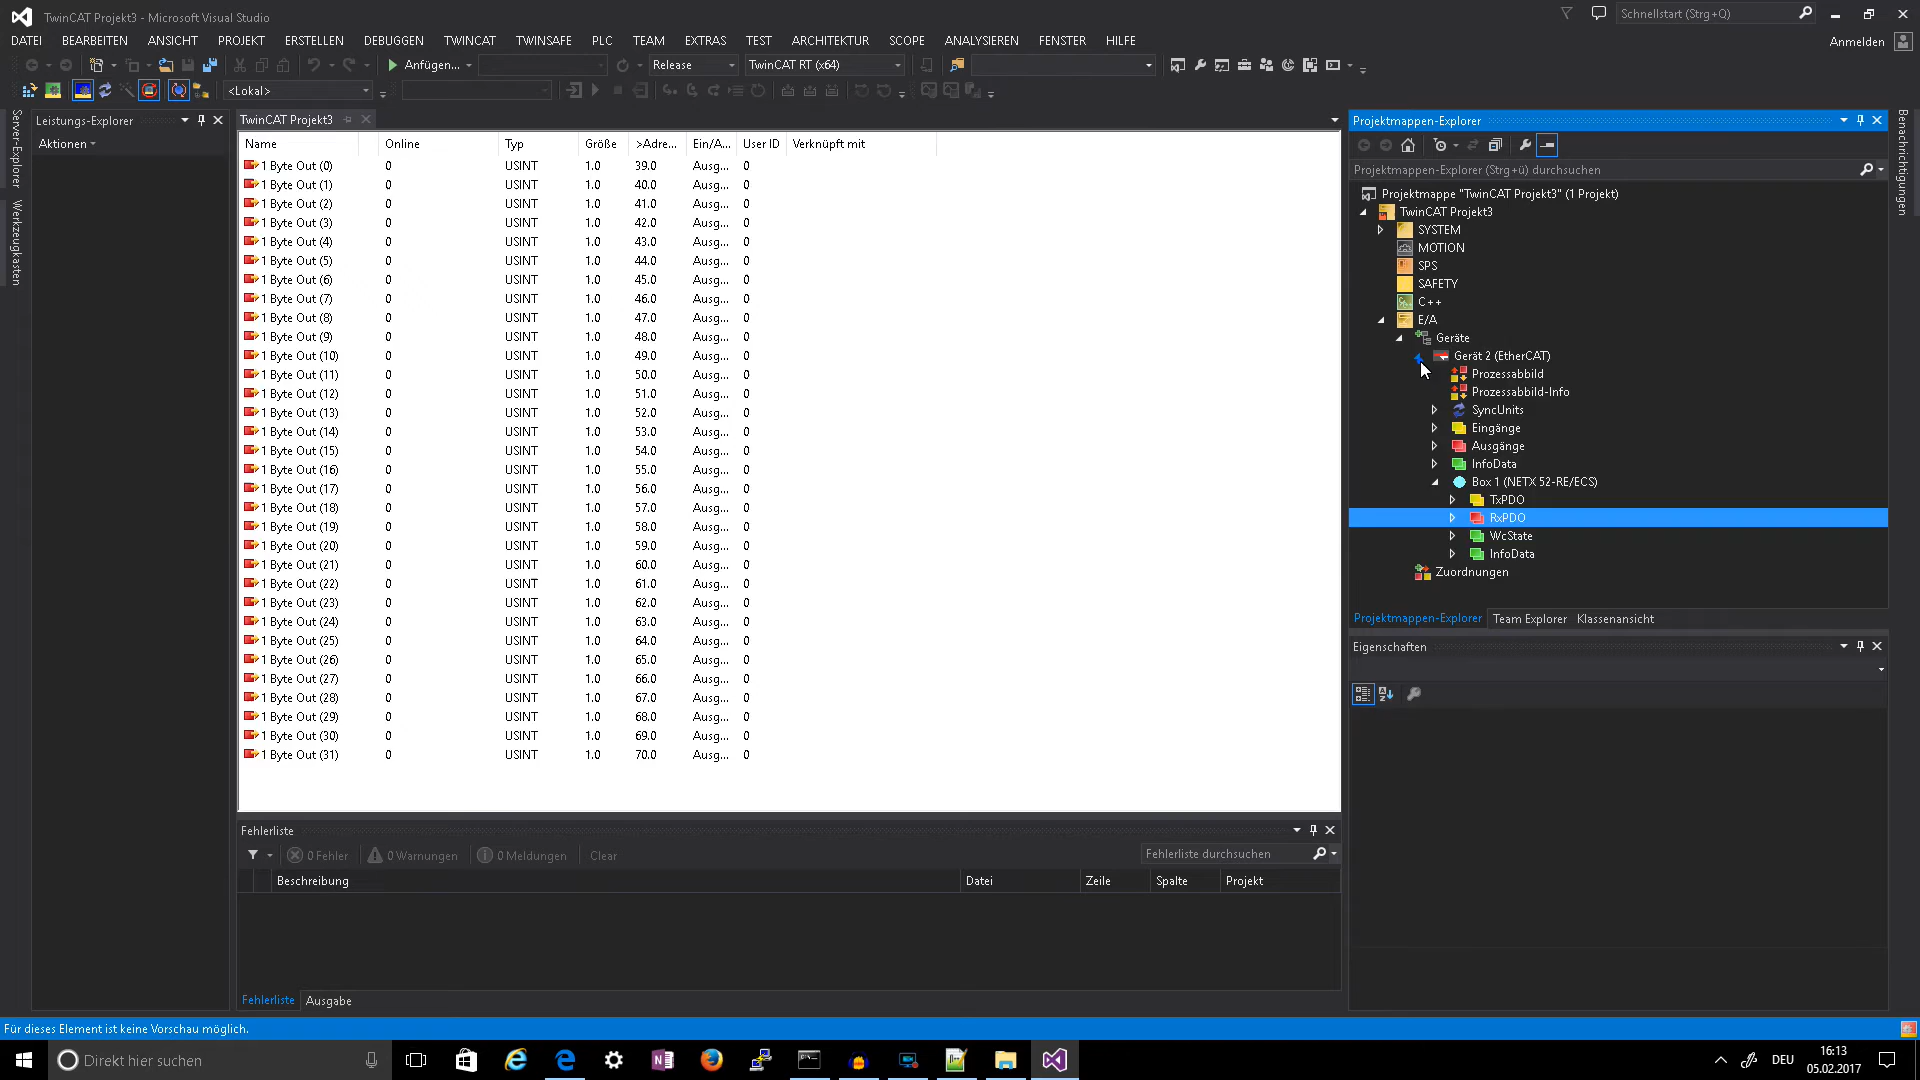 TwinCAT Projekt3 - Microsoft Visual Studio
Schnellstart (Strg+Q)
DATEI BEARBEITEN ANSICHT PROJEKT ERSTELLEN DEBUGGEN TWINCAT TWINSAFE PLC TEAM EXTRAS TEST ARCHITEKTUR SCOPE ANALYSIEREN FENSTER HILFE
Anmelden
Anfügen... Release TwinCAT RT (x64)
<Lokal>
Server-Explorer
Werkzeugkasten
Leistungs-Explorer
Aktionen
TwinCAT Projekt3
Name Online Typ Größe >Adre... Ein/A... User ID Verknüpft mit
1 Byte Out (0) 0 USINT 1.0 39.0 Ausg... 0
1 Byte Out (1) 0 USINT 1.0 40.0 Ausg... 0
1 Byte Out (2) 0 USINT 1.0 41.0 Ausg... 0
1 Byte Out (3) 0 USINT 1.0 42.0 Ausg... 0
1 Byte Out (4) 0 USINT 1.0 43.0 Ausg... 0
1 Byte Out (5) 0 USINT 1.0 44.0 Ausg... 0
1 Byte Out (6) 0 USINT 1.0 45.0 Ausg... 0
1 Byte Out (7) 0 USINT 1.0 46.0 Ausg... 0
1 Byte Out (8) 0 USINT 1.0 47.0 Ausg... 0
1 Byte Out (9) 0 USINT 1.0 48.0 Ausg... 0
1 Byte Out (10) 0 USINT 1.0 49.0 Ausg... 0
1 Byte Out (11) 0 USINT 1.0 50.0 Ausg... 0
1 Byte Out (12) 0 USINT 1.0 51.0 Ausg... 0
1 Byte Out (13) 0 USINT 1.0 52.0 Ausg... 0
1 Byte Out (14) 0 USINT 1.0 53.0 Ausg... 0
1 Byte Out (15) 0 USINT 1.0 54.0 Ausg... 0
1 Byte Out (16) 0 USINT 1.0 55.0 Ausg... 0
1 Byte Out (17) 0 USINT 1.0 56.0 Ausg... 0
1 Byte Out (18) 0 USINT 1.0 57.0 Ausg... 0
1 Byte Out (19) 0 USINT 1.0 58.0 Ausg... 0
1 Byte Out (20) 0 USINT 1.0 59.0 Ausg... 0
1 Byte Out (21) 0 USINT 1.0 60.0 Ausg... 0
1 Byte Out (22) 0 USINT 1.0 61.0 Ausg... 0
1 Byte Out (23) 0 USINT 1.0 62.0 Ausg... 0
1 Byte Out (24) 0 USINT 1.0 63.0 Ausg... 0
1 Byte Out (25) 0 USINT 1.0 64.0 Ausg... 0
1 Byte Out (26) 0 USINT 1.0 65.0 Ausg... 0
1 Byte Out (27) 0 USINT 1.0 66.0 Ausg... 0
1 Byte Out (28) 0 USINT 1.0 67.0 Ausg... 0
1 Byte Out (29) 0 USINT 1.0 68.0 Ausg... 0
1 Byte Out (30) 0 USINT 1.0 69.0 Ausg... 0
1 Byte Out (31) 0 USINT 1.0 70.0 Ausg... 0
Fehlerliste
0 Fehler 0 Warnungen 0 Meldungen Clear Fehlerliste durchsuchen
Beschreibung Datei Zeile Spalte Projekt
Fehlerliste Ausgabe
Projektmappen-Explorer
Projektmappen-Explorer (Strg+ü) durchsuchen
Projektmappe "TwinCAT Projekt3" (1 Projekt)
TwinCAT Projekt3
SYSTEM
MOTION
SPS
SAFETY
C++
E/A
Geräte
Gerät 2 (EtherCAT)
Prozessabbild
Prozessabbild-Info
SyncUnits
Eingänge
Ausgänge
InfoData
Box 1 (NETX 52-RE/ECS)
TxPDO
RxPDO
WcState
InfoData
Zuordnungen
Projektmappen-Explorer Team Explorer Klassenansicht
Eigenschaften
Benachrichtigungen
Für dieses Element ist keine Vorschau möglich.
Direkt hier suchen
DEU
16:13
05.02.2017